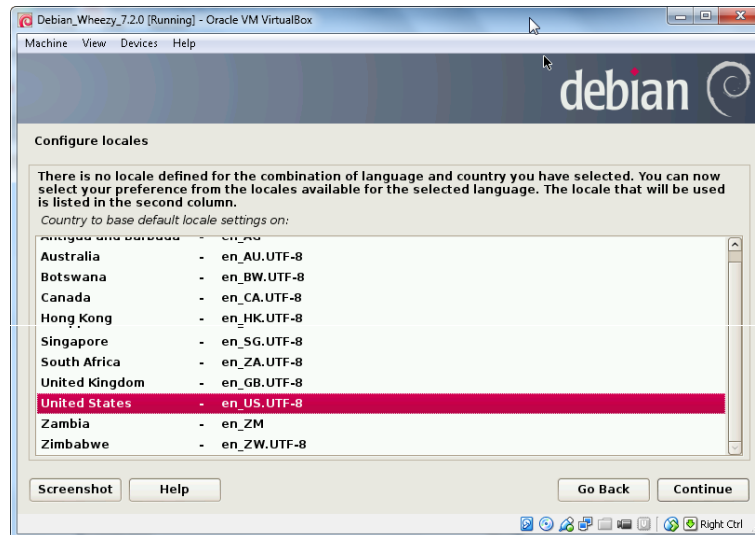 Debian_Wheezy_7.2.0 [Running] - Oracle VM VirtualBox
Machine View Devices Help
debian
Configure locales
There is no locale defined for the combination of language and country you have selected. You can now
select your preference from the locales available for the selected language. The locale that will be used
is listed in the second column.
Country to base default locale settings on:
Antigua and Barbuda - en_AG
Australia - en_AU.UTF-8
Botswana - en_BW.UTF-8
Canada - en_CA.UTF-8
Hong Kong - en_HK.UTF-8
Singapore - en_SG.UTF-8
South Africa - en_ZA.UTF-8
United Kingdom - en_GB.UTF-8
United States - en_US.UTF-8
Zambia - en_ZM
Zimbabwe - en_ZW.UTF-8
Screenshot Help Go Back Continue
Right Ctrl